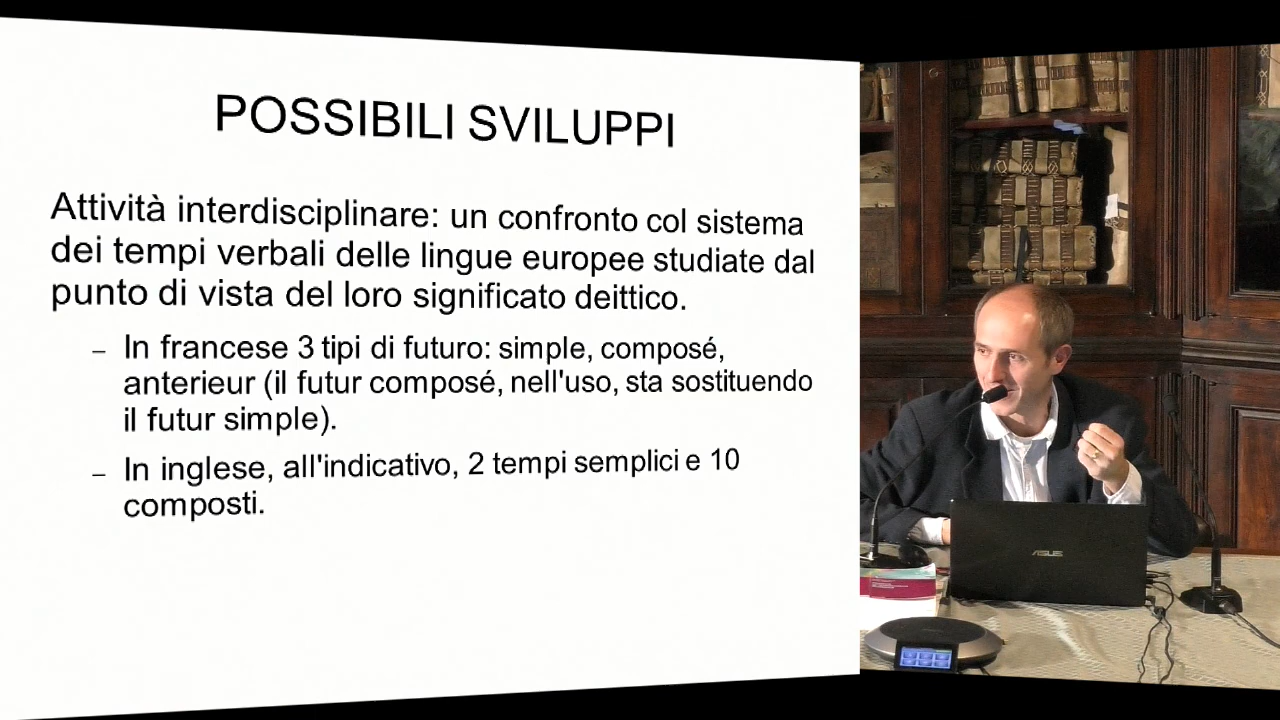 POSSIBILI SVILUPPI
Attività interdisciplinare: un confronto col sistema
dei tempi verbali delle lingue europee studiate dal
punto di vista del loro significato deittico.
– In francese 3 tipi di futuro: simple, composé,
anterieur (il futur composé, nell'uso, sta sostituendo
il futur simple).
– In inglese, all'indicativo, 2 tempi semplici e 10
composti.
ASUS